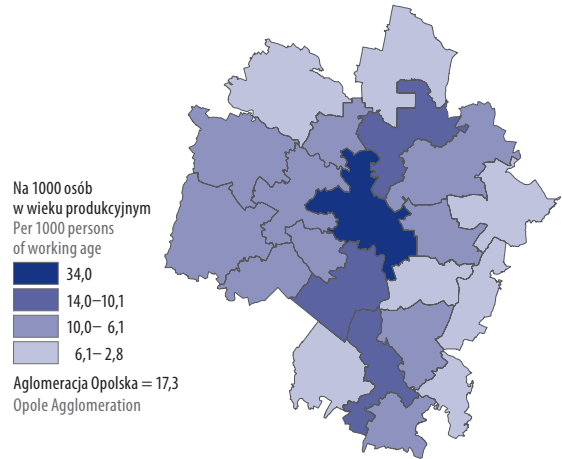 Na 1000 osób
w wieku produkcyjnym
Per 1000 persons
of working age
34,0
14,0–10,1
10,0– 6,1
6,1– 2,8
Aglomeracja Opolska = 17,3
Opole Agglomeration